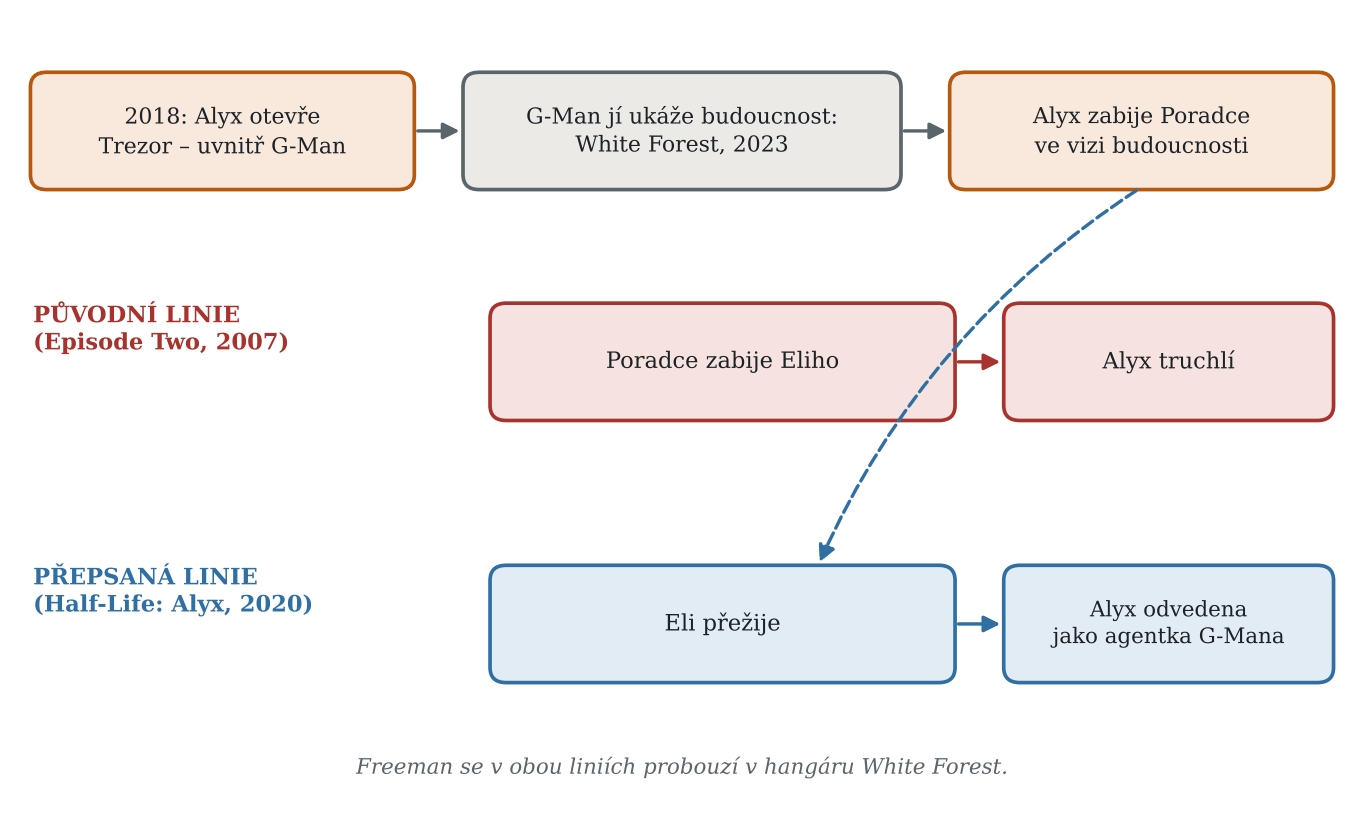 2018: Alyx otevře
Trezor – uvnitř G-Man
G-Man jí ukáže budoucnost:
White Forest, 2023
Alyx zabije Poradce
ve vizi budoucnosti
PŮVODNÍ LINIE
(Episode Two, 2007)
Poradce zabije Eliho
Alyx truchlí
PŘEPSANÁ LINIE
(Half-Life: Alyx, 2020)
Eli přežije
Alyx odvedena
jako agentka G-Mana
Freeman se v obou liniích probouzí v hangáru White Forest.